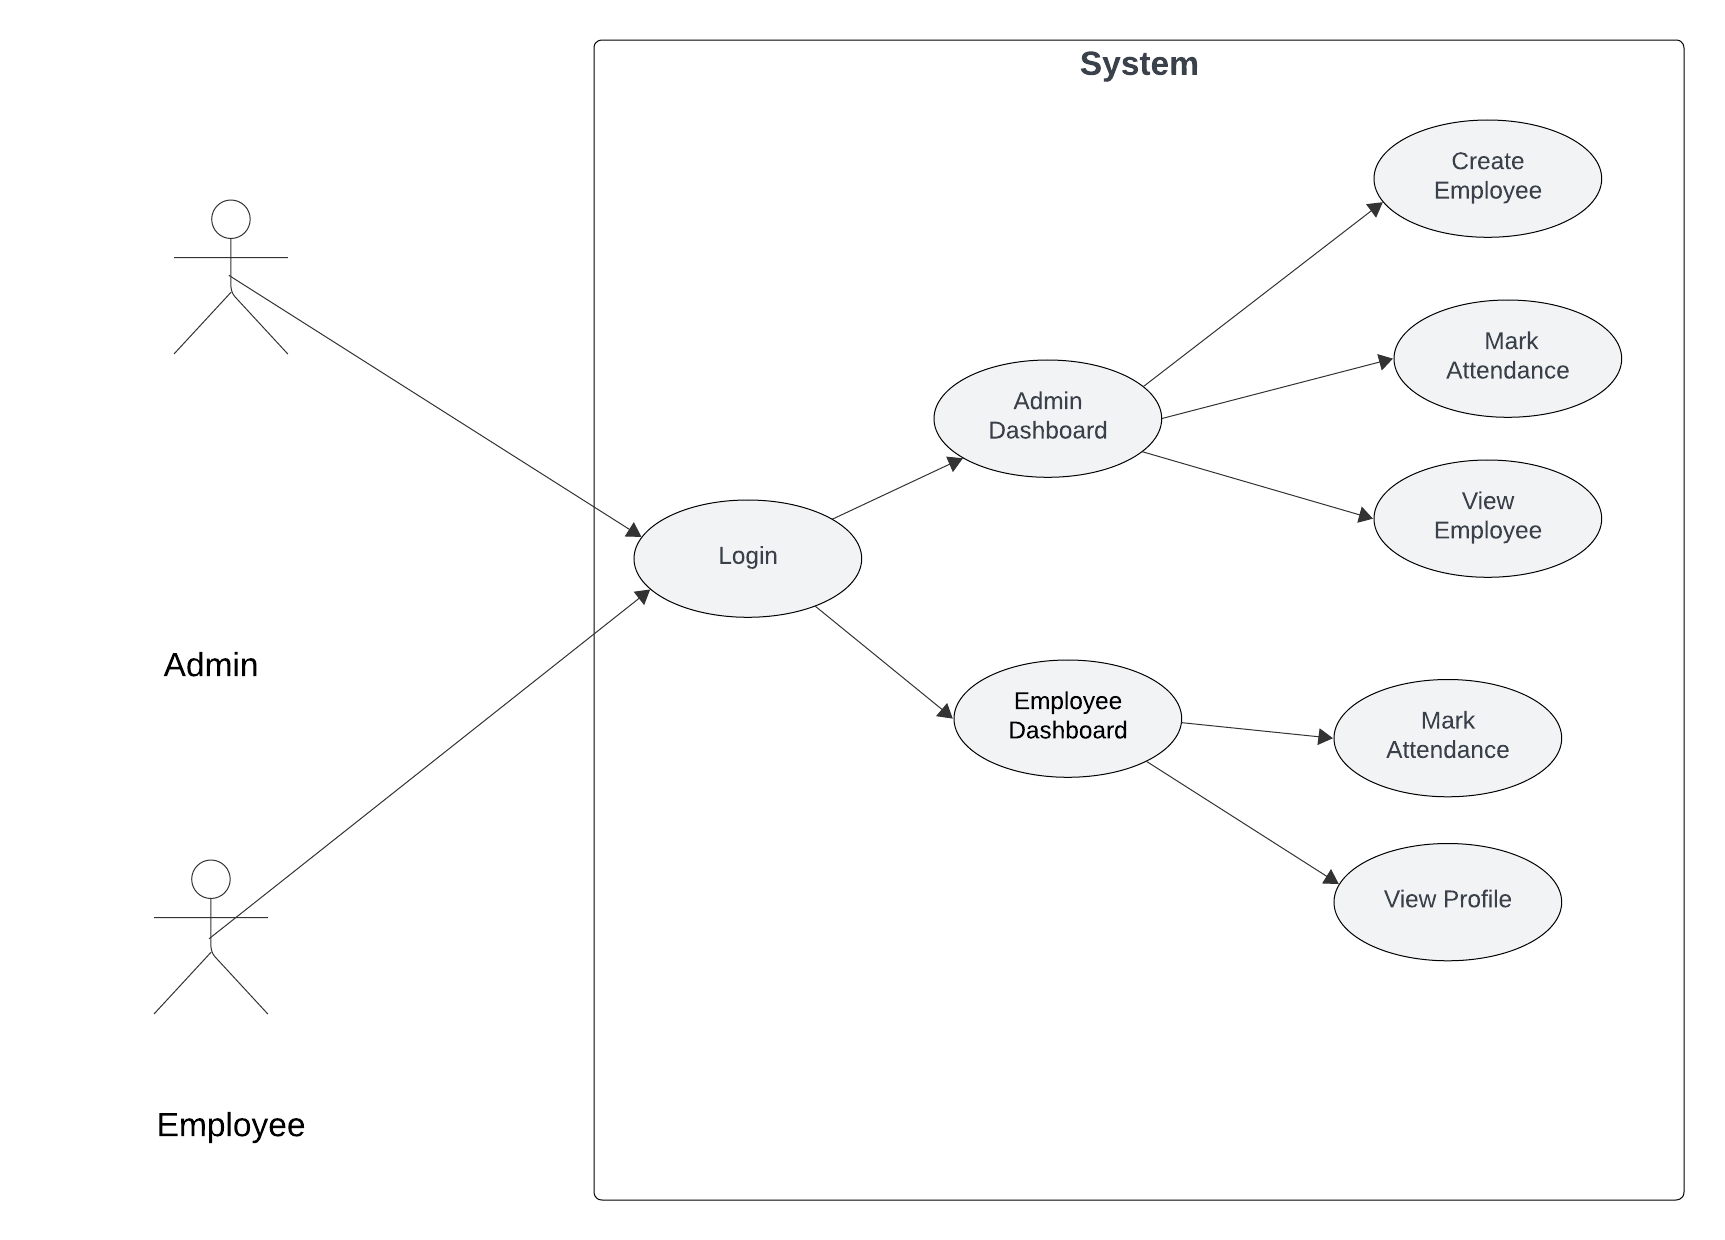 System
Create
Employee
Mark
Attendance
Admin
Dashboard
View
Employee
Login
Admin
Employee
Dashboard
Mark
Attendance
View Profile
Employee